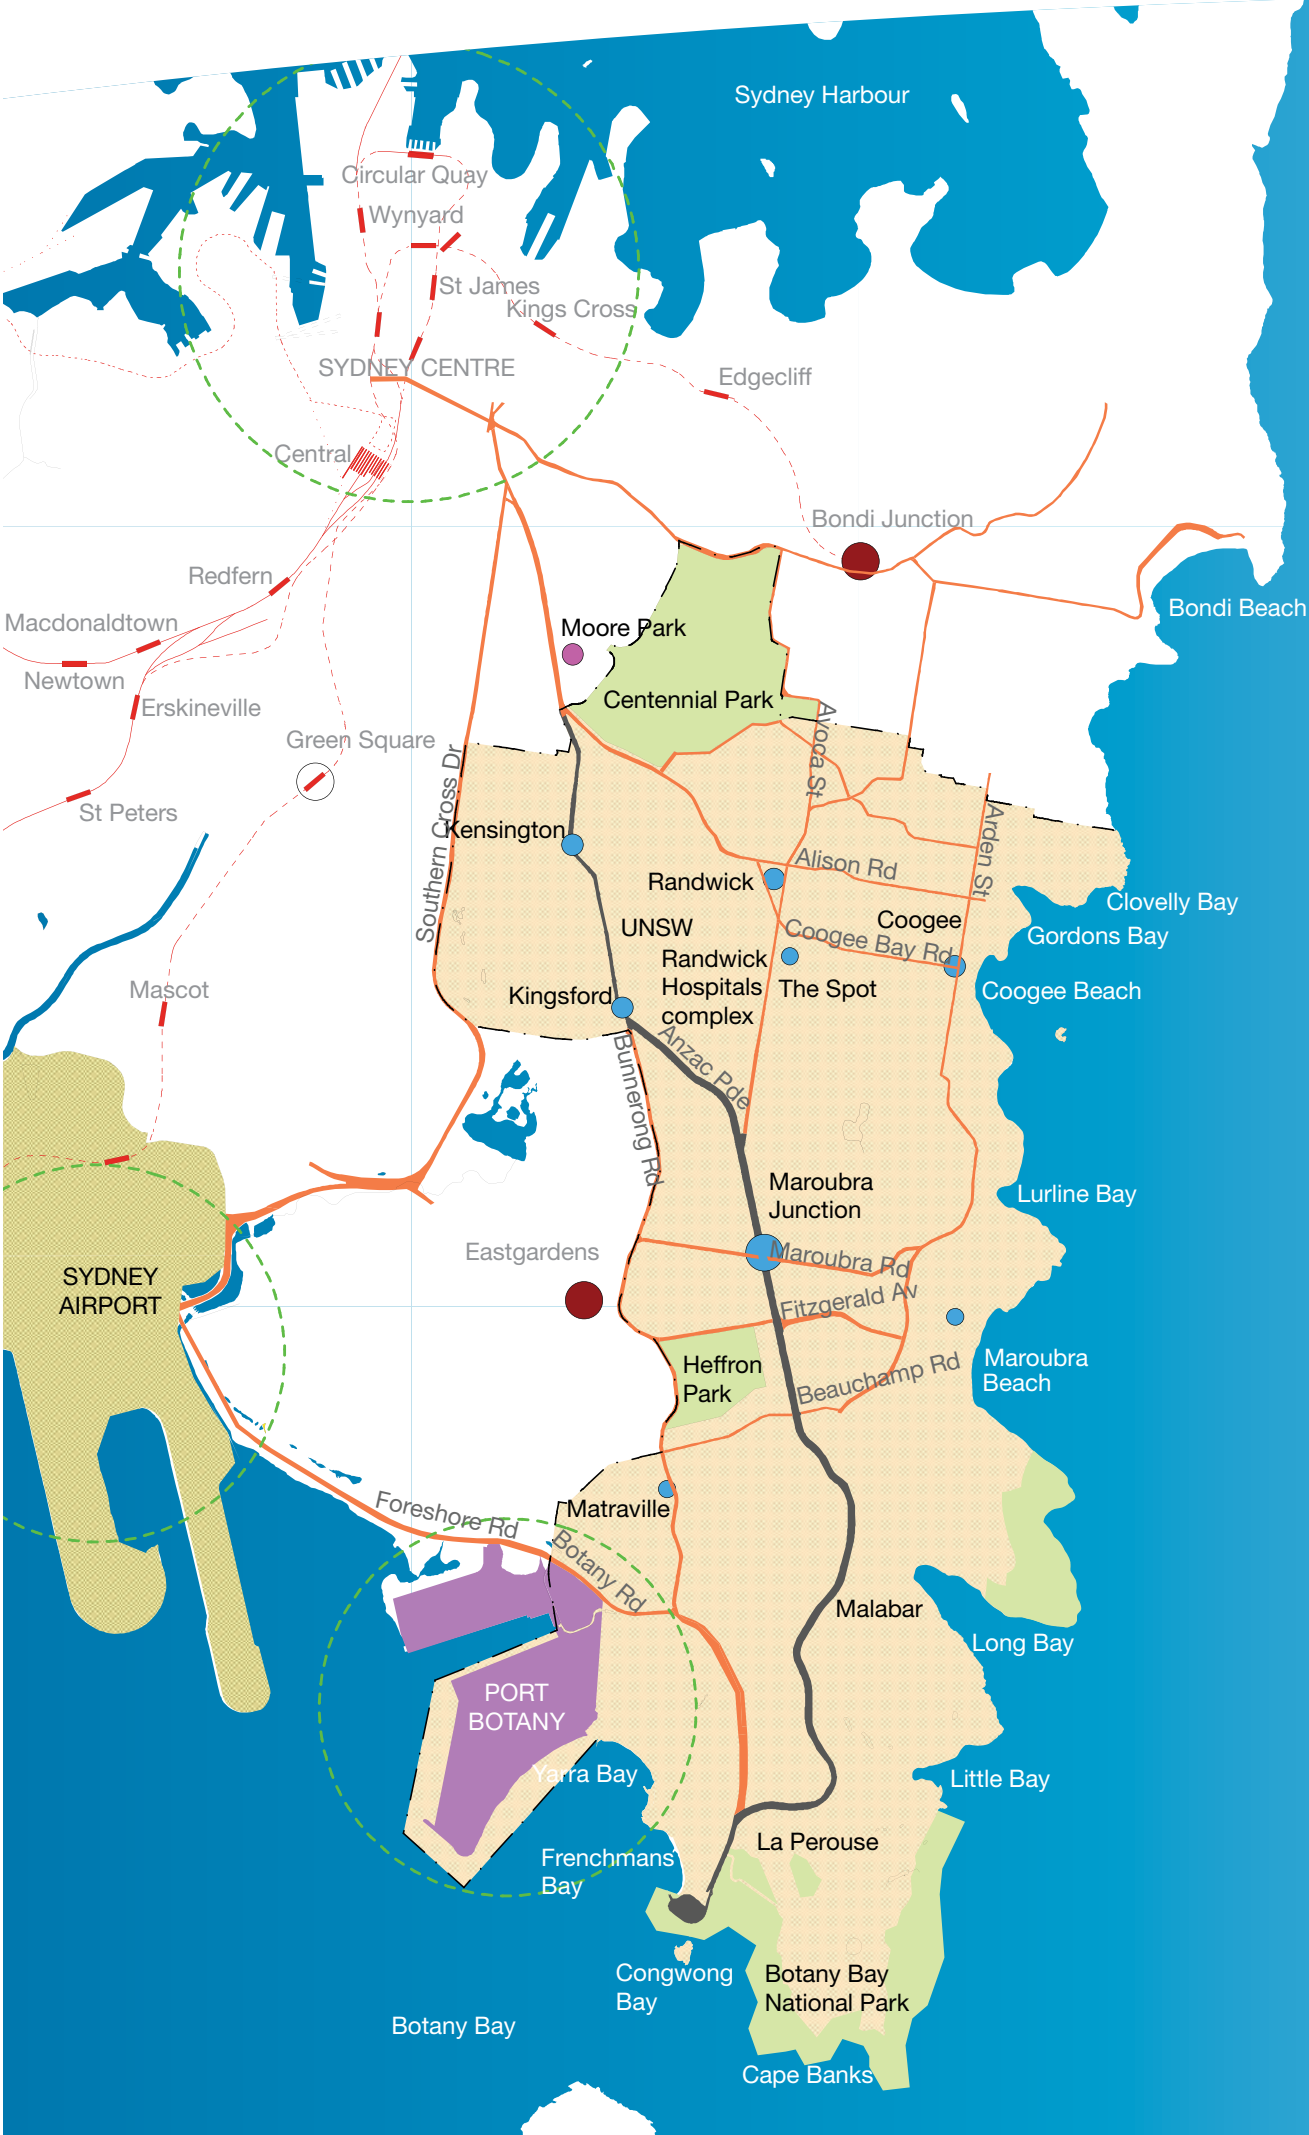 Sydney Harbour
Circular Quay
Wynyard
St James
Kings Cross
SYDNEY CENTRE
Edgecliff
Central
Bondi Junction
Redfern
Bondi Beach
Macdonaldtown
Moore Park
Newtown
Centennial Park
Erskineville
Avoca St
Green Square
Southern Cross Dr
St Peters
Kensington
Arden St
Alison Rd
Randwick
Clovelly Bay
Coogee
UNSW
Coogee Bay Rd
Gordons Bay
Randwick
Hospitals
complex
The Spot
Coogee Beach
Mascot
Kingsford
Anzac Pde
Bunnerong Rd
Maroubra
Junction
Lurline Bay
Eastgardens
Maroubra Rd
SYDNEY
AIRPORT
Fitzgerald Av
Heffron
Park
Maroubra
Beach
Beauchamp Rd
Foreshore Rd
Matraville
Botany Rd
Malabar
Long Bay
PORT
BOTANY
Yarra Bay
Little Bay
La Perouse
Frenchmans
Bay
Congwong
Bay
Botany Bay
National Park
Botany Bay
Cape Banks